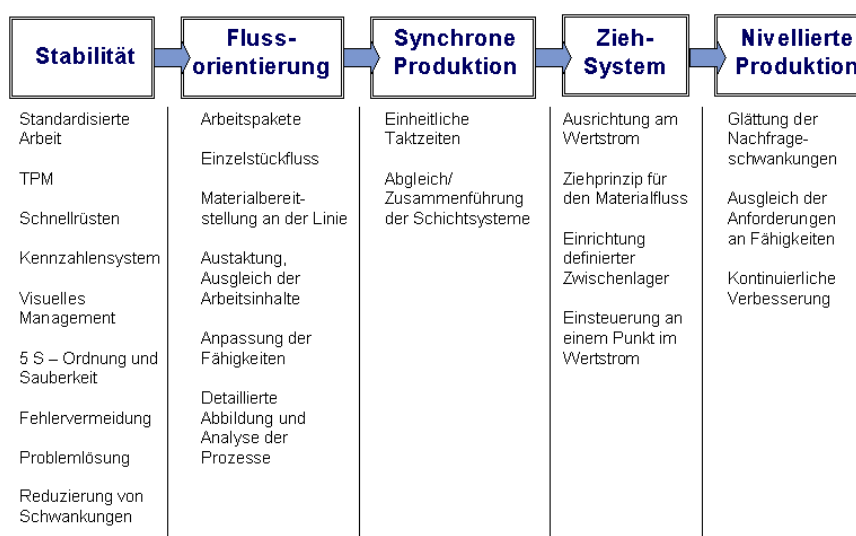 Stabilität
Fluss-
orientierung
Synchrone
Produktion
Zieh-
System
Nivellierte
Produktion
Standardisierte
Arbeit
TPM
Schnellrüsten
Kennzahlensystem
Visuelles
Management
5 S – Ordnung und
Sauberkeit
Fehlervermeidung
Problemlösung
Reduzierung von
Schwankungen
Arbeitspakete
Einzelstückfluss
Materialbereit-
stellung an der Linie
Austaktung,
Ausgleich der
Arbeitsinhalte
Anpassung der
Fähigkeiten
Detaillierte
Abbildung und
Analyse der
Prozesse
Einheitliche
Taktzeiten
Abgleich/
Zusammenführung
der Schichtsysteme
Ausrichtung am
Wertstrom
Ziehprinzip für
den Materialfluss
Einrichtung
definierter
Zwischenlager
Einsteuerung an
einem Punkt im
Wertstrom
Glättung der
Nachfrage-
schwankungen
Ausgleich der
Anforderungen
an Fähigkeiten
Kontinuierliche
Verbesserung